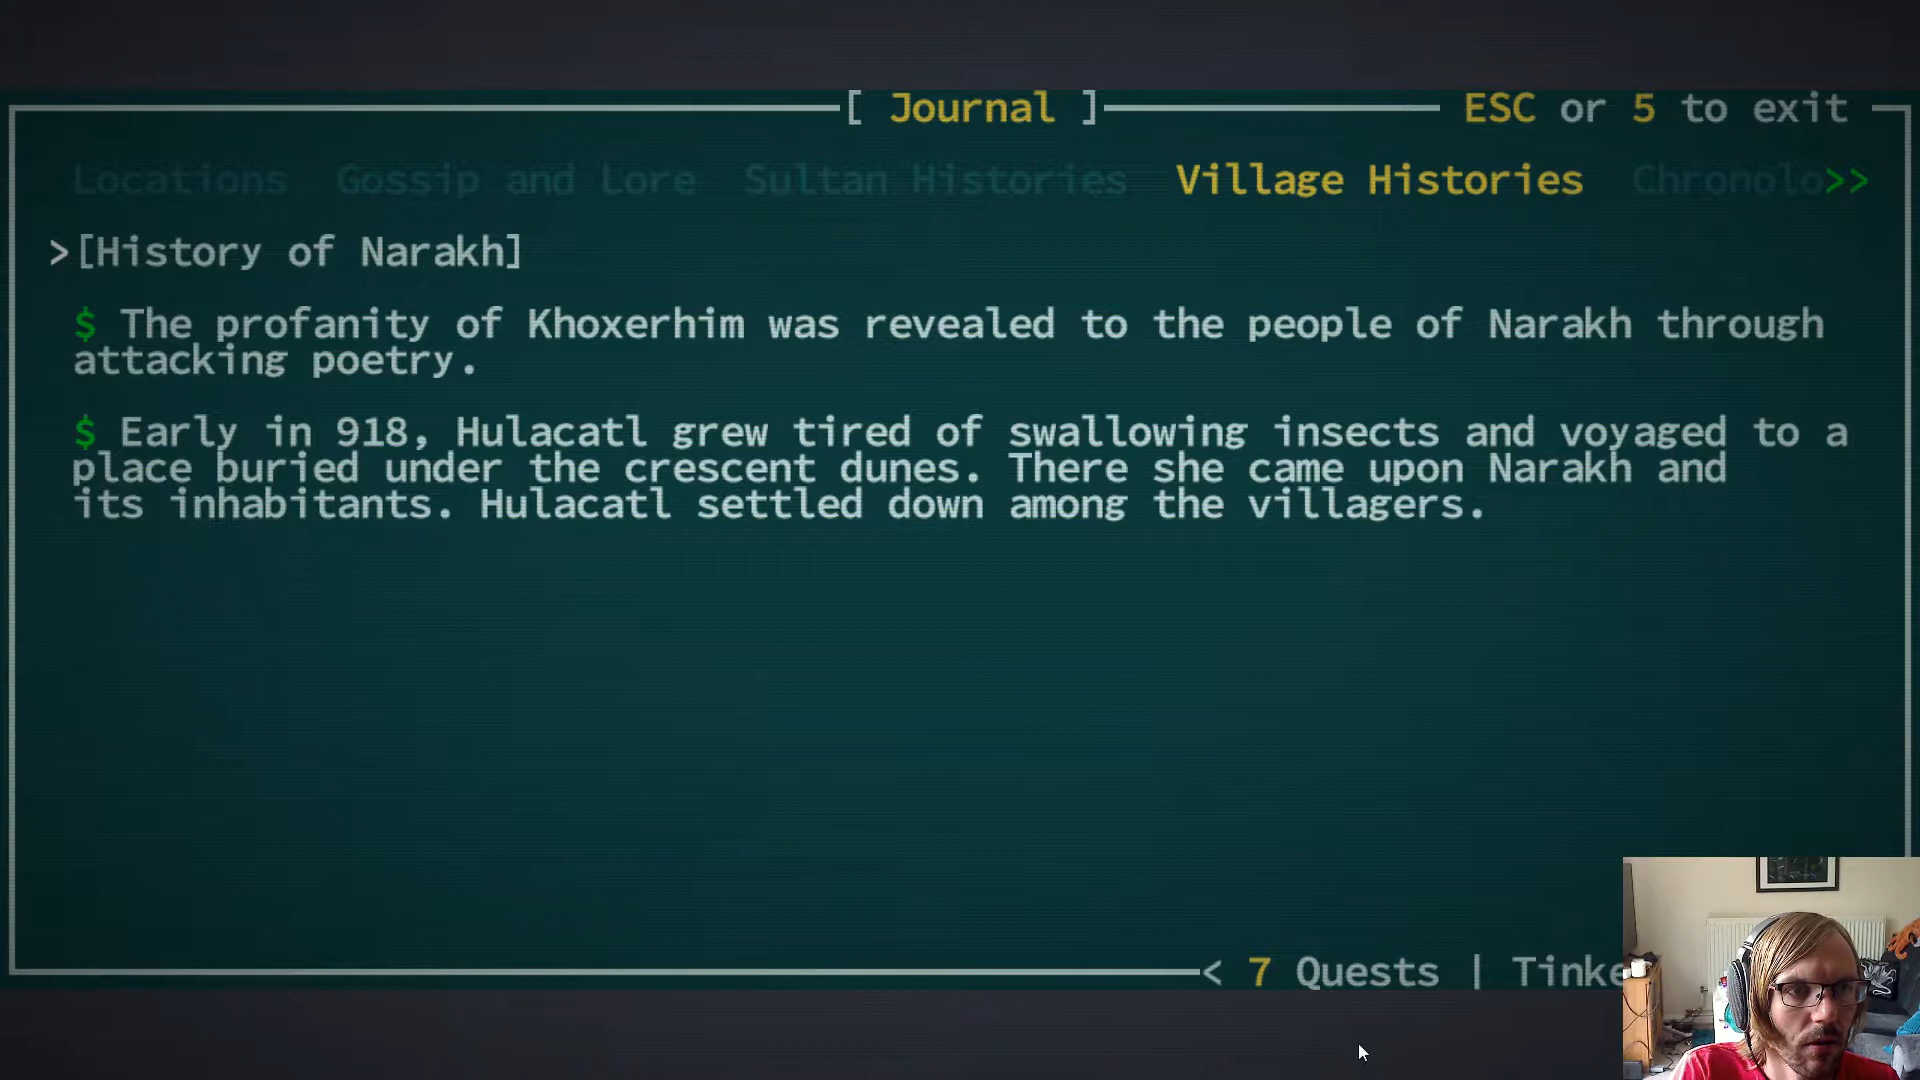 [ Journal ] ESC or 5 to exit
Locations Gossip and Lore Sultan Histories Village Histories Chronolo>>
>[History of Narakh]
$ The profanity of Khoxerhim was revealed to the people of Narakh through
attacking poetry.
$ Early in 918, Hulacatl grew tired of swallowing insects and voyaged to a
place buried under the crescent dunes. There she came upon Narakh and
its inhabitants. Hulacatl settled down among the villagers.
< 7 Quests | Tinke